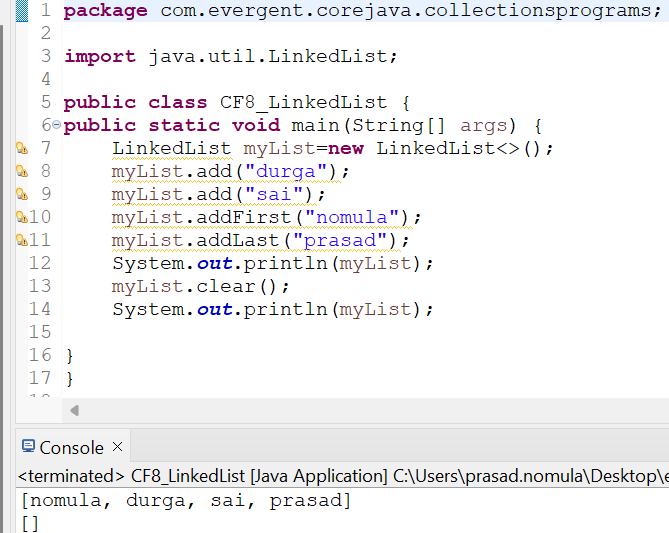 1 package com.evergent.corejava.collectionsprograms;
2
3 import java.util.LinkedList;
4
5 public class CF8_LinkedList {
6 public static void main(String[] args) {
7 LinkedList myList=new LinkedList<>();
8 myList.add("durga");
9 myList.add("sai");
10 myList.addFirst("nomula");
11 myList.addLast("prasad");
12 System.out.println(myList);
13 myList.clear();
14 System.out.println(myList);
15
16 }
17 }
Console
<terminated> CF8_LinkedList [Java Application] C:\Users\prasad.nomula\Desktop\e
[nomula, durga, sai, prasad]
[]